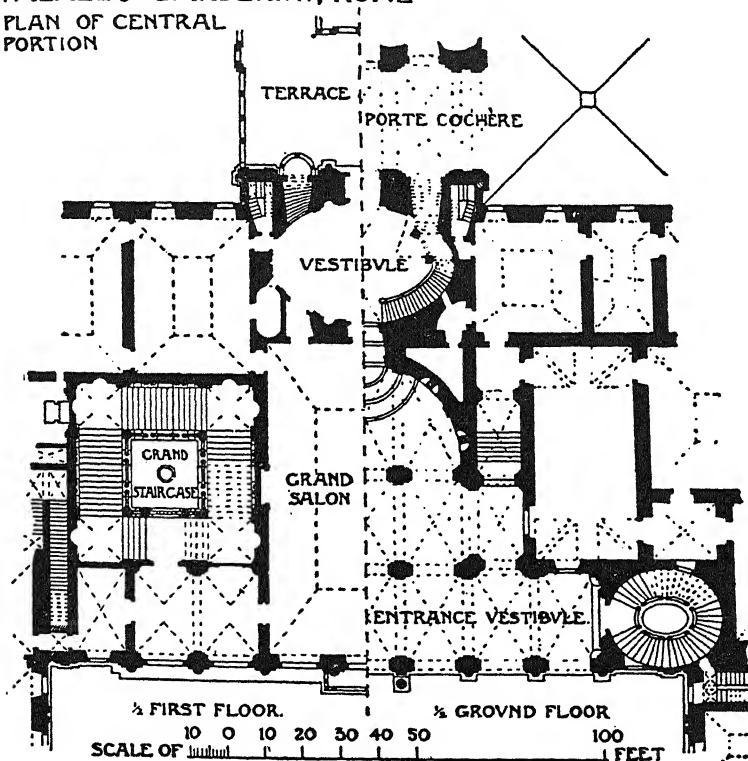 PLAN OF CENTRAL
PORTION
TERRACE
PORTE COCHÈRE
VESTIBVLE
GRAND
STAIRCASE
GRAND
SALON
ENTRANCE VESTIBVLE
½ FIRST FLOOR.
½ GROVND FLOOR
10 0 10 20 30 40 50 100
SCALE OF FEET